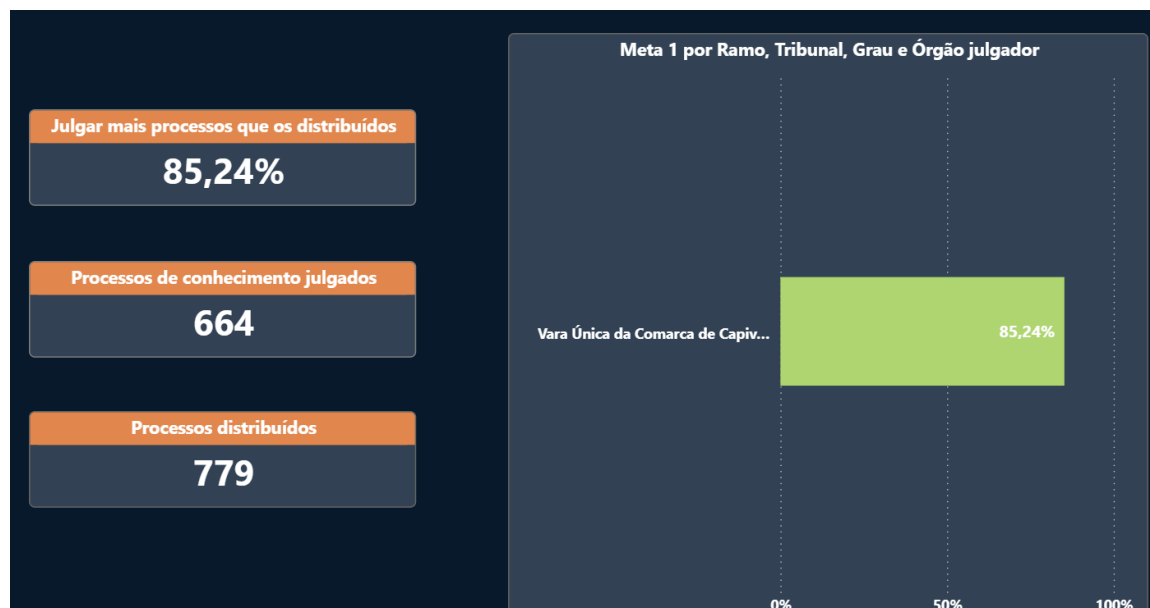 Julgar mais processos que os distribuídos
85,24%
Processos de conhecimento julgados
664
Processos distribuídos
779
Meta 1 por Ramo, Tribunal, Grau e Órgão julgador
Vara Única da Comarca de Capiv...
85,24%
0% 50% 100%